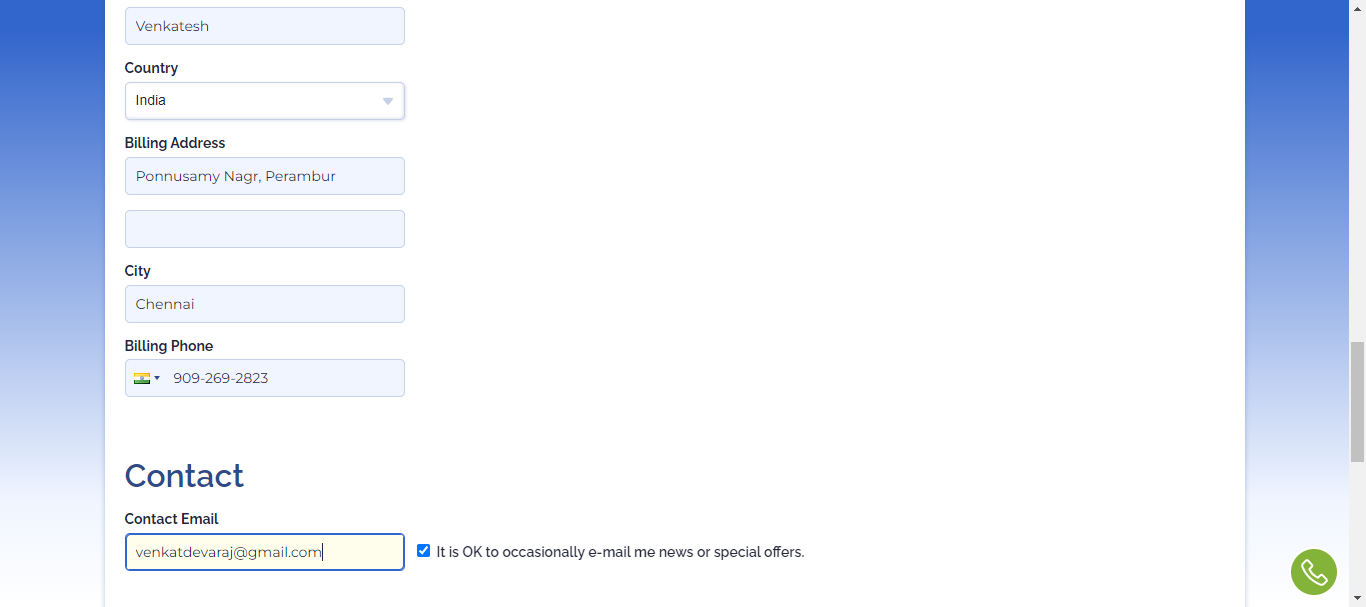 Venkatesh
Country
India
Billing Address
Ponnusamy Nagr, Perambur
City
Chennai
Billing Phone
909-269-2823
Contact
Contact Email
venkatdevaraj@gmail.com
It is OK to occasionally e-mail me news or special offers.